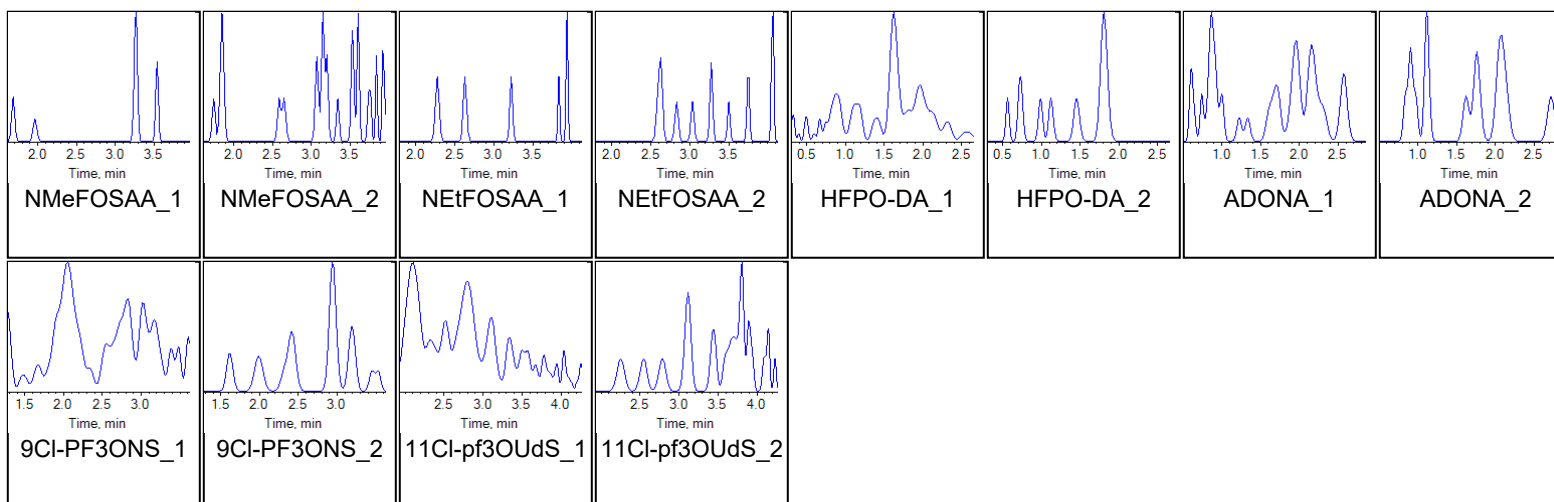 2.0 2.5 3.0 3.5
Time, min
NMeFOSAA_1
2.0 2.5 3.0 3.5
Time, min
NMeFOSAA_2
2.0 2.5 3.0 3.5
Time, min
NEtFOSAA_1
2.0 2.5 3.0 3.5
Time, min
NEtFOSAA_2
0.5 1.0 1.5 2.0 2.5
Time, min
HFPO-DA_1
0.5 1.0 1.5 2.0 2.5
Time, min
HFPO-DA_2
1.0 1.5 2.0 2.5
Time, min
ADONA_1
1.0 1.5 2.0 2.5
Time, min
ADONA_2
1.5 2.0 2.5 3.0
Time, min
9Cl-PF3ONS_1
1.5 2.0 2.5 3.0
Time, min
9Cl-PF3ONS_2
2.5 3.0 3.5 4.0
Time, min
11Cl-pf3OUdS_1
2.5 3.0 3.5 4.0
Time, min
11Cl-pf3OUdS_2